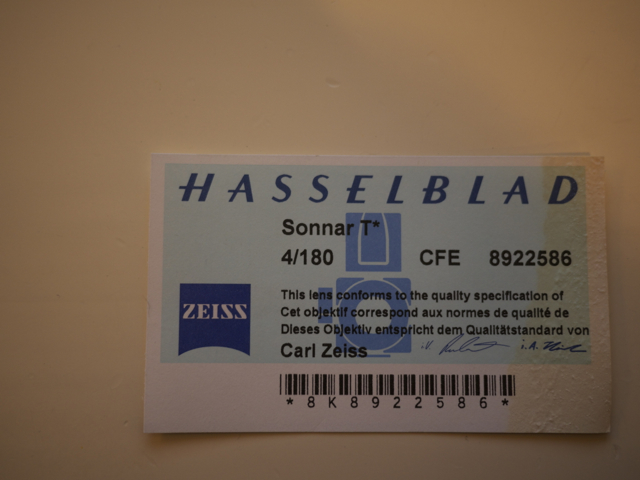 HASSELBLAD
Sonnar T*
4/180 CFE 8922586
ZEISS
This lens conforms to the quality specification of
Cet objektif correspond aux normes de qualité de
Dieses Objektiv entspricht dem Qualitätstandard von
Carl Zeiss i.V. i.A.
*8K8922586*